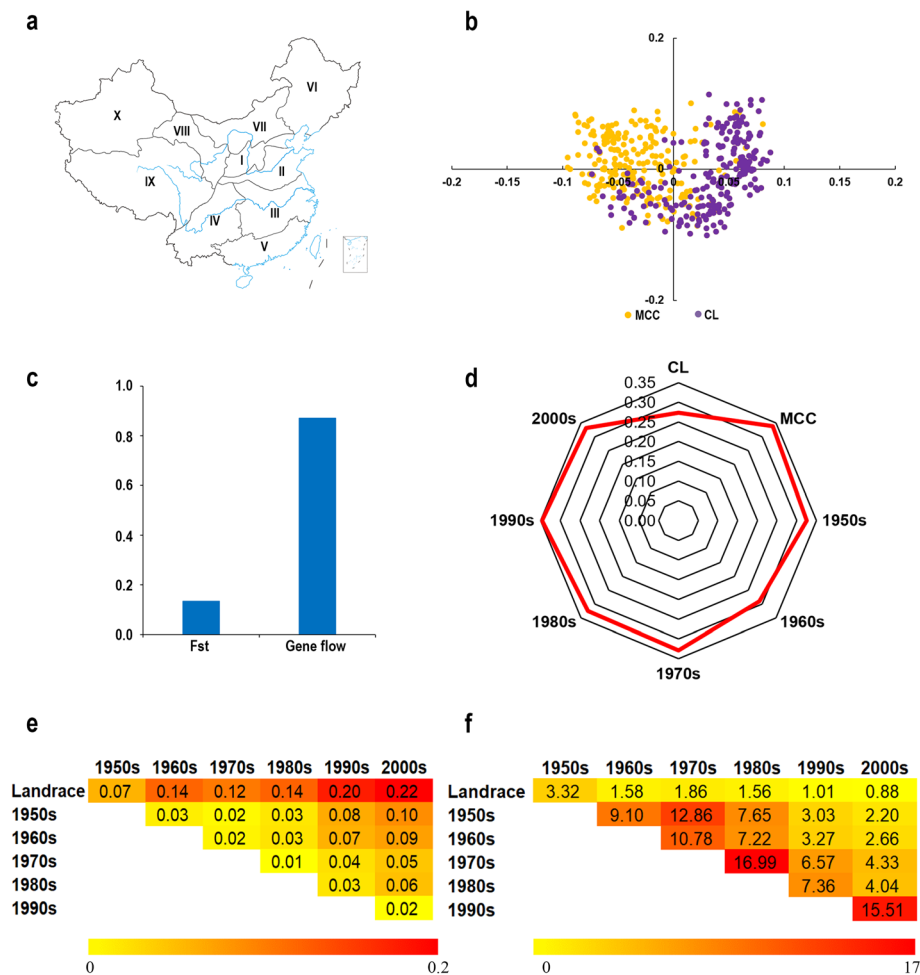 a
VI
X
VII
VIII
I
II
IX
III
IV
V
b
0.2
0
-0.2 -0.15 -0.1 -0.05 0.05 0.1 0.15 0.2
-0.2
MCC CL
c
1.0
0.8
0.6
0.4
0.2
0.0
Fst Gene flow
d
CL
0.35
0.30
2000s 0.25 MCC
0.20
0.15
0.10
0.05
1990s 0.00 1950s
1980s 1960s
1970s
e
1950s 1960s 1970s 1980s 1990s 2000s
Landrace 0.07 0.14 0.12 0.14 0.20 0.22
1950s 0.03 0.02 0.03 0.08 0.10
1960s 0.02 0.03 0.07 0.09
1970s 0.01 0.04 0.05
1980s 0.03 0.06
1990s 0.02
0 0.2
f
1950s 1960s 1970s 1980s 1990s 2000s
Landrace 3.32 1.58 1.86 1.56 1.01 0.88
1950s 9.10 12.86 7.65 3.03 2.20
1960s 10.78 7.22 3.27 2.66
1970s 16.99 6.57 4.33
1980s 7.36 4.04
1990s 15.51
0 17